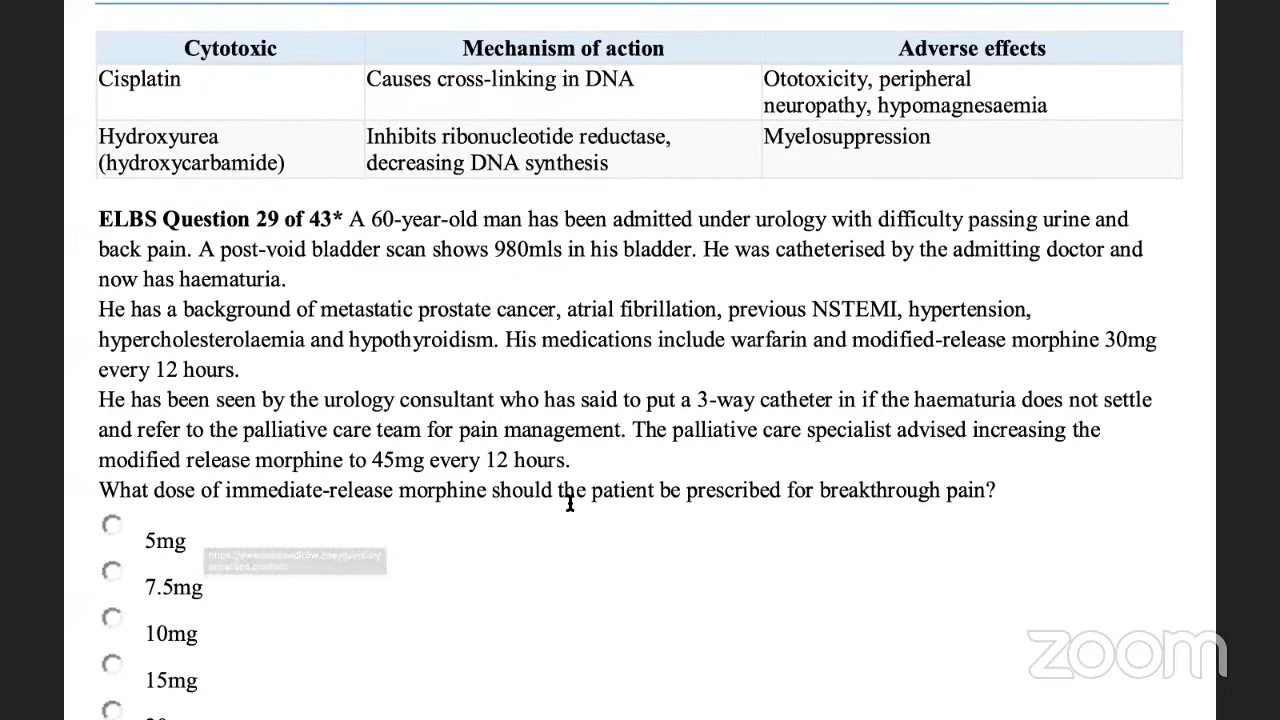 Cytotoxic Mechanism of action Adverse effects
Cisplatin Causes cross-linking in DNA Ototoxicity, peripheral
neuropathy, hypomagnesaemia
Hydroxyurea Inhibits ribonucleotide reductase, Myelosuppression
(hydroxycarbamide) decreasing DNA synthesis
ELBS Question 29 of 43* A 60-year-old man has been admitted under urology with difficulty passing urine and
back pain. A post-void bladder scan shows 980mls in his bladder. He was catheterised by the admitting doctor and
now has haematuria.
He has a background of metastatic prostate cancer, atrial fibrillation, previous NSTEMI, hypertension,
hypercholesterolaemia and hypothyroidism. His medications include warfarin and modified-release morphine 30mg
every 12 hours.
He has been seen by the urology consultant who has said to put a 3-way catheter in if the haematuria does not settle
and refer to the palliative care team for pain management. The palliative care specialist advised increasing the
modified release morphine to 45mg every 12 hours.
What dose of immediate-release morphine should the patient be prescribed for breakthrough pain?
5mg
7.5mg
10mg
15mg
zoom